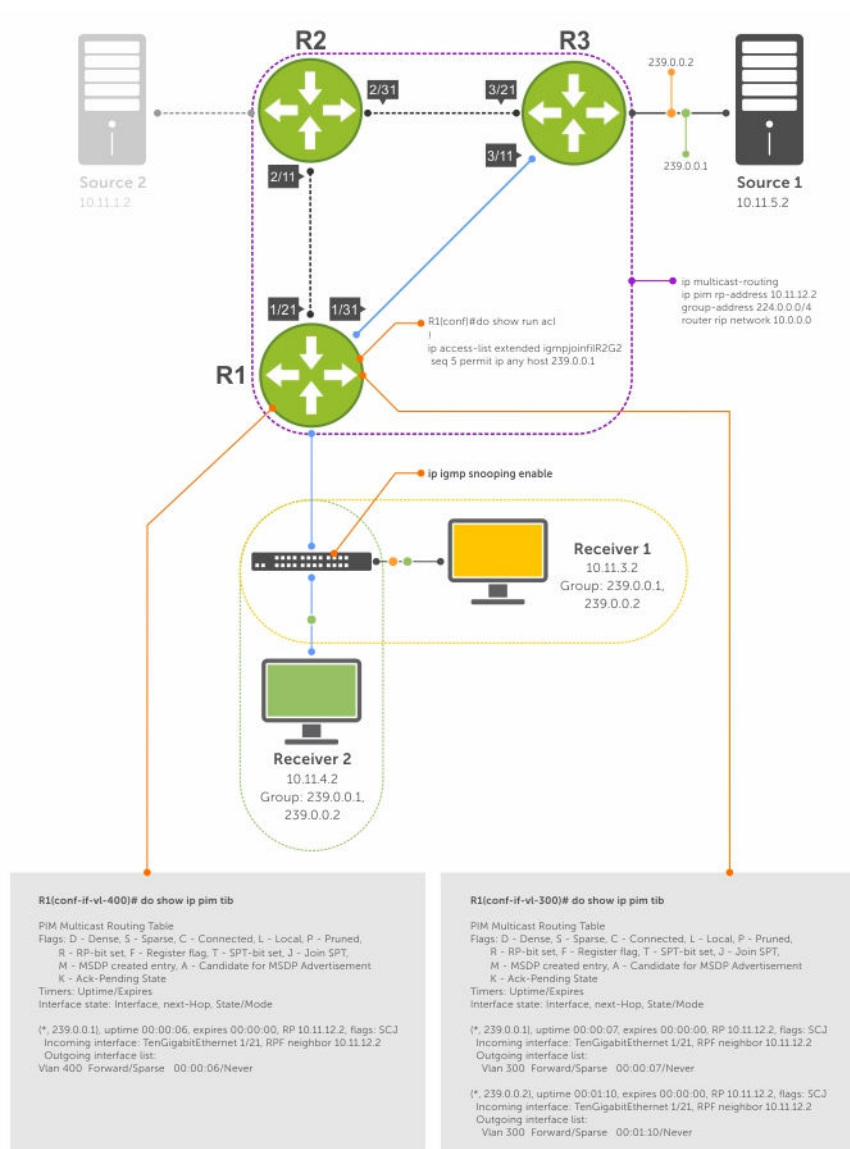 R2
R3
239.0.0.2
2/31
3/21
3/11
239.0.0.1
Source 2
10.11.1.2
2/11
Source 1
10.11.5.2
ip multicast-routing
ip pim rp-address 10.11.12.2
group-address 224.0.0.0/4
router rip network 10.0.0.0
1/21
1/31
R1(conf)#do show run acl
!
ip access-list extended igmpjoinfilR2G2
seq 5 permit ip any host 239.0.0.1
R1
ip igmp snooping enable
Receiver 1
10.11.3.2
Group: 239.0.0.1,
239.0.0.2
Receiver 2
10.11.4.2
Group: 239.0.0.1,
239.0.0.2
R1(conf-if-vl-400)# do show ip pim tib
PIM Multicast Routing Table
Flags: D - Dense, S - Sparse, C - Connected, L - Local, P - Pruned,
R - RP-bit set, F - Register flag, T - SPT-bit set, J - Join SPT,
M - MSDP created entry, A - Candidate for MSDP Advertisement
K - Ack-Pending State
Timers: Uptime/Expires
Interface state: Interface, next-Hop, State/Mode
(*, 239.0.0.1), uptime 00:00:06, expires 00:00:00, RP 10.11.12.2, flags: SCJ
Incoming interface: TenGigabitEthernet 1/21, RPF neighbor 10.11.12.2
Outgoing interface list:
Vlan 400 Forward/Sparse 00:00:06/Never
R1(conf-if-vl-300)# do show ip pim tib
PIM Multicast Routing Table
Flags: D - Dense, S - Sparse, C - Connected, L - Local, P - Pruned,
R - RP-bit set, F - Register flag, T - SPT-bit set, J - Join SPT,
M - MSDP created entry, A - Candidate for MSDP Advertisement
K - Ack-Pending State
Timers: Uptime/Expires
Interface state: Interface, next-Hop, State/Mode
(*, 239.0.0.1), uptime 00:00:07, expires 00:00:00, RP 10.11.12.2, flags: SCJ
Incoming interface: TenGigabitEthernet 1/21, RPF neighbor 10.11.12.2
Outgoing interface list:
Vlan 300 Forward/Sparse 00:00:07/Never
(*, 239.0.0.2), uptime 00:01:10, expires 00:00:00, RP 10.11.12.2, flags: SCJ
Incoming interface: TenGigabitEthernet 1/21, RPF neighbor 10.11.12.2
Outgoing interface list:
Vlan 300 Forward/Sparse 00:01:10/Never